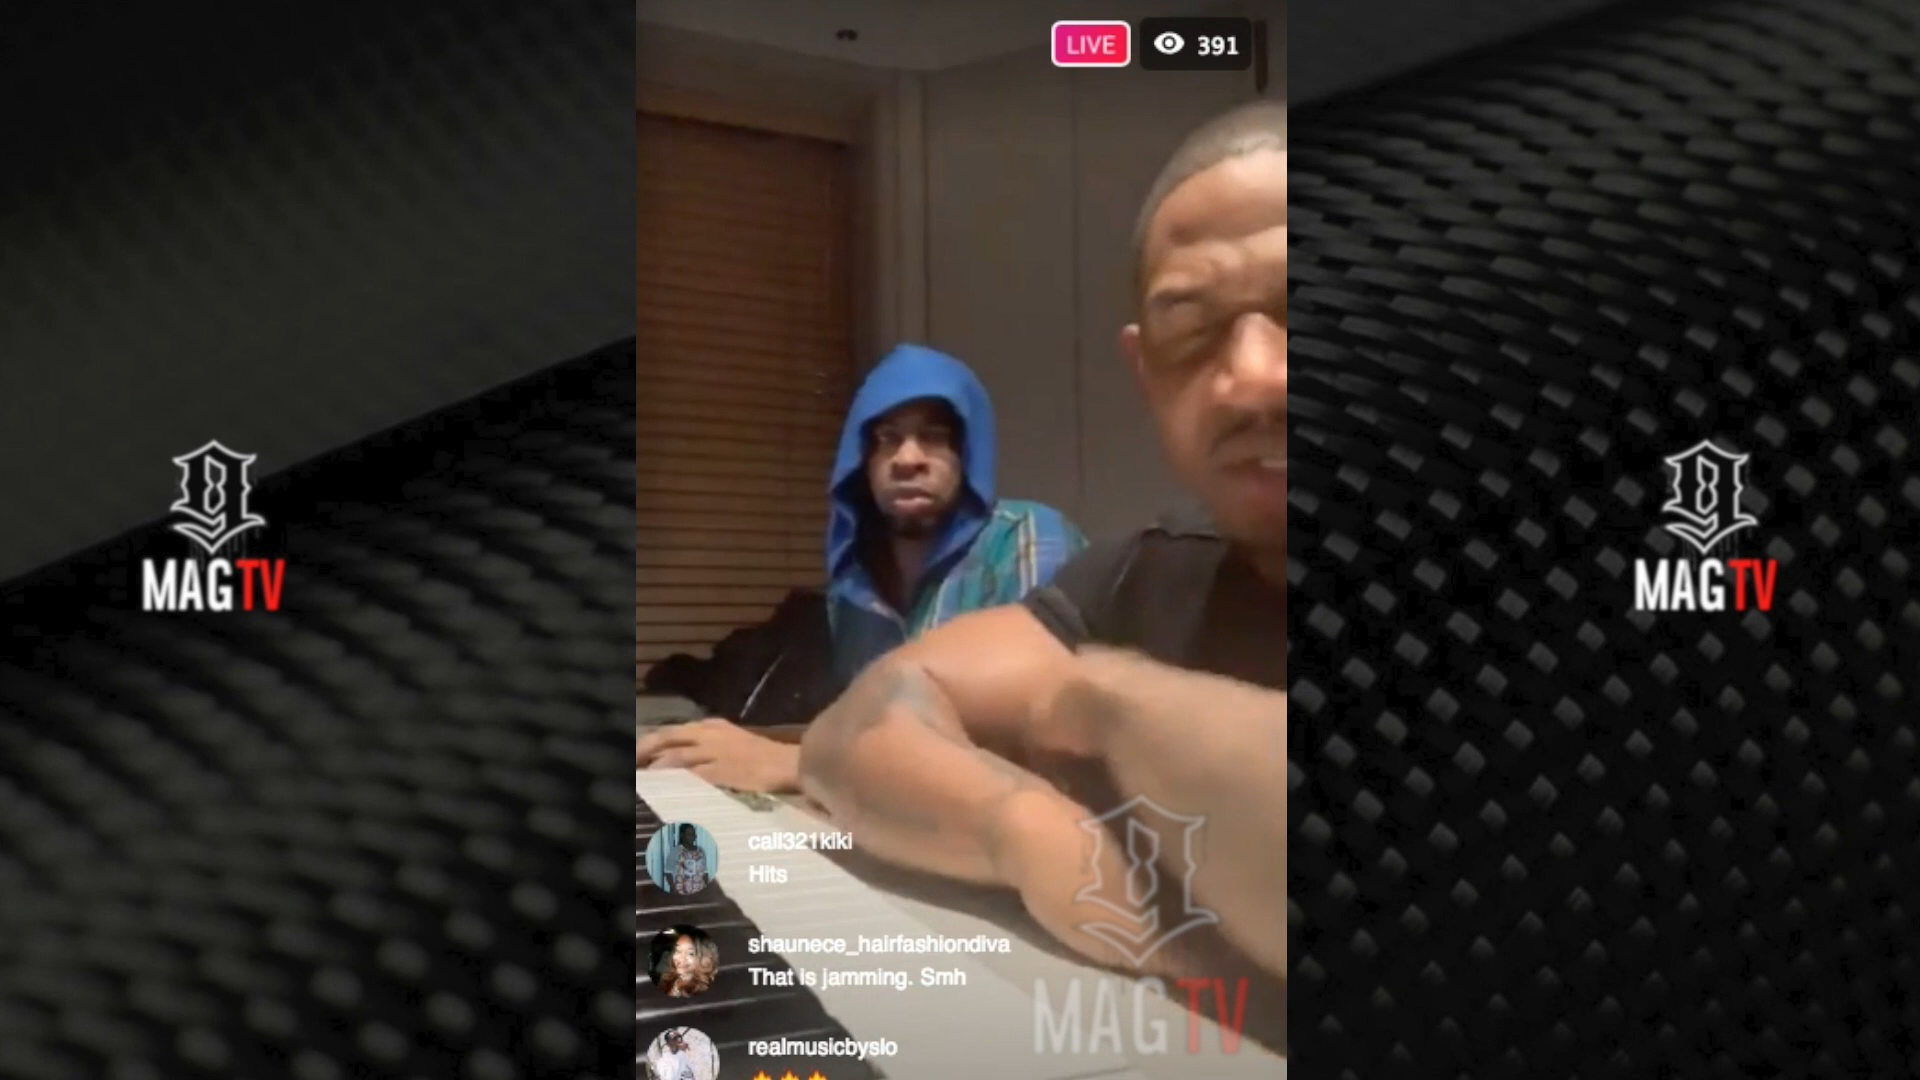 LIVE
391
MAGTV
MAGTV
call321kiki
Hits
shaunece_hairfashiondiva
That is jamming. Smh
MAGTV
realmusicbyslo
🔥🔥🔥